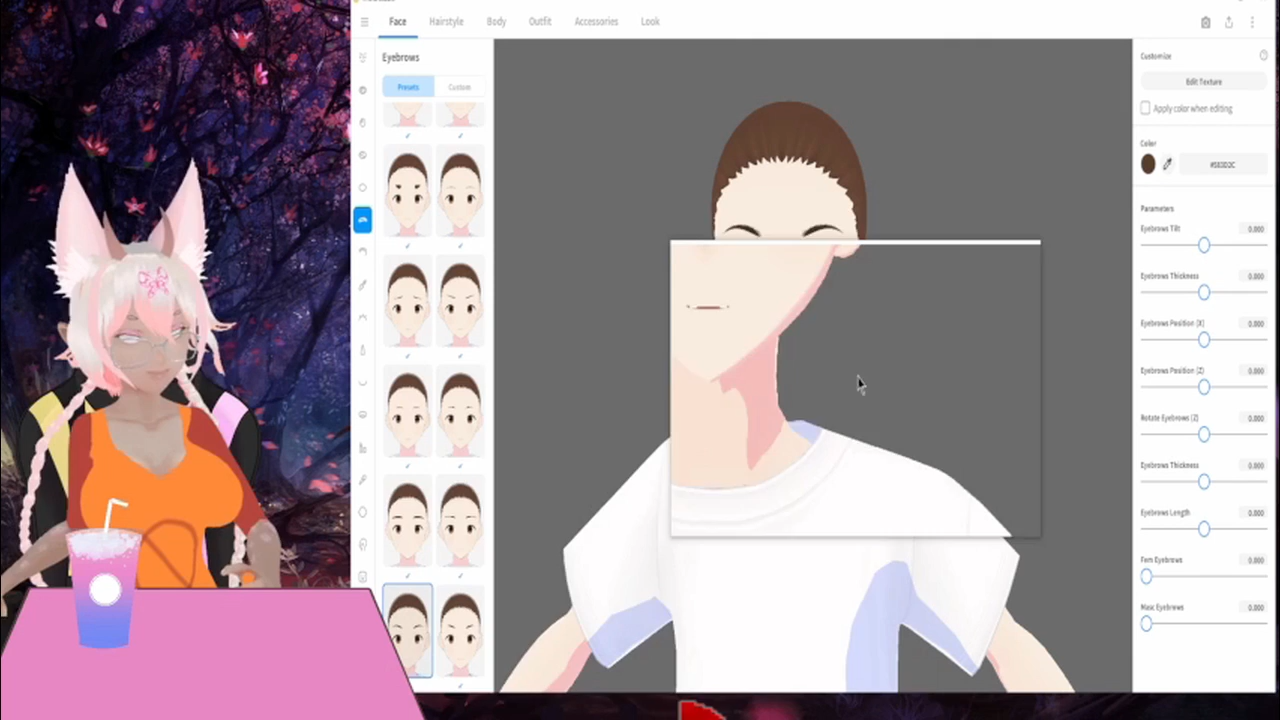 Face Hairstyle Body Outfit Accessories Look
Eyebrows
Presets Custom
Customize
Edit Texture
Apply color when editing
Color
#593D2C
Parameters
Eyebrows Tilt 0.000
Eyebrows Thickness 0.000
Eyebrows Position (X) 0.000
Eyebrows Position (Z) 0.000
Rotate Eyebrows (Z) 0.000
Eyebrows Thickness 0.000
Eyebrows Length 0.000
Fem Eyebrows 0.000
Masc Eyebrows 0.000